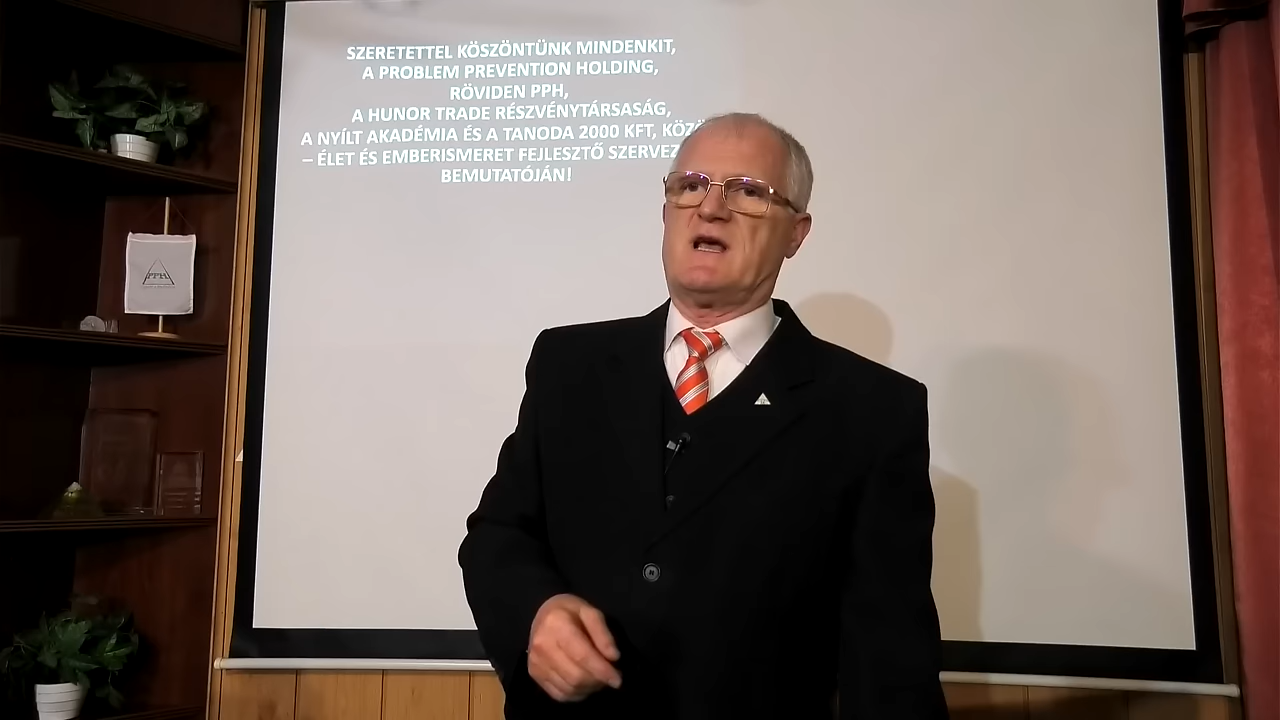 SZERETETTEL KÖSZÖNTÜNK MINDENKIT,
A PROBLEM PREVENTION HOLDING,
RÖVIDEN PPH,
A HUNOR TRADE RÉSZVÉNYTÁRSASÁG,
A NYÍLT AKADÉMIA ÉS A TANODA 2000 KFT,
– ÉLET ÉS EMBERISMERET FEJLESZTŐ
BEMUTATÓJÁN!
PPH